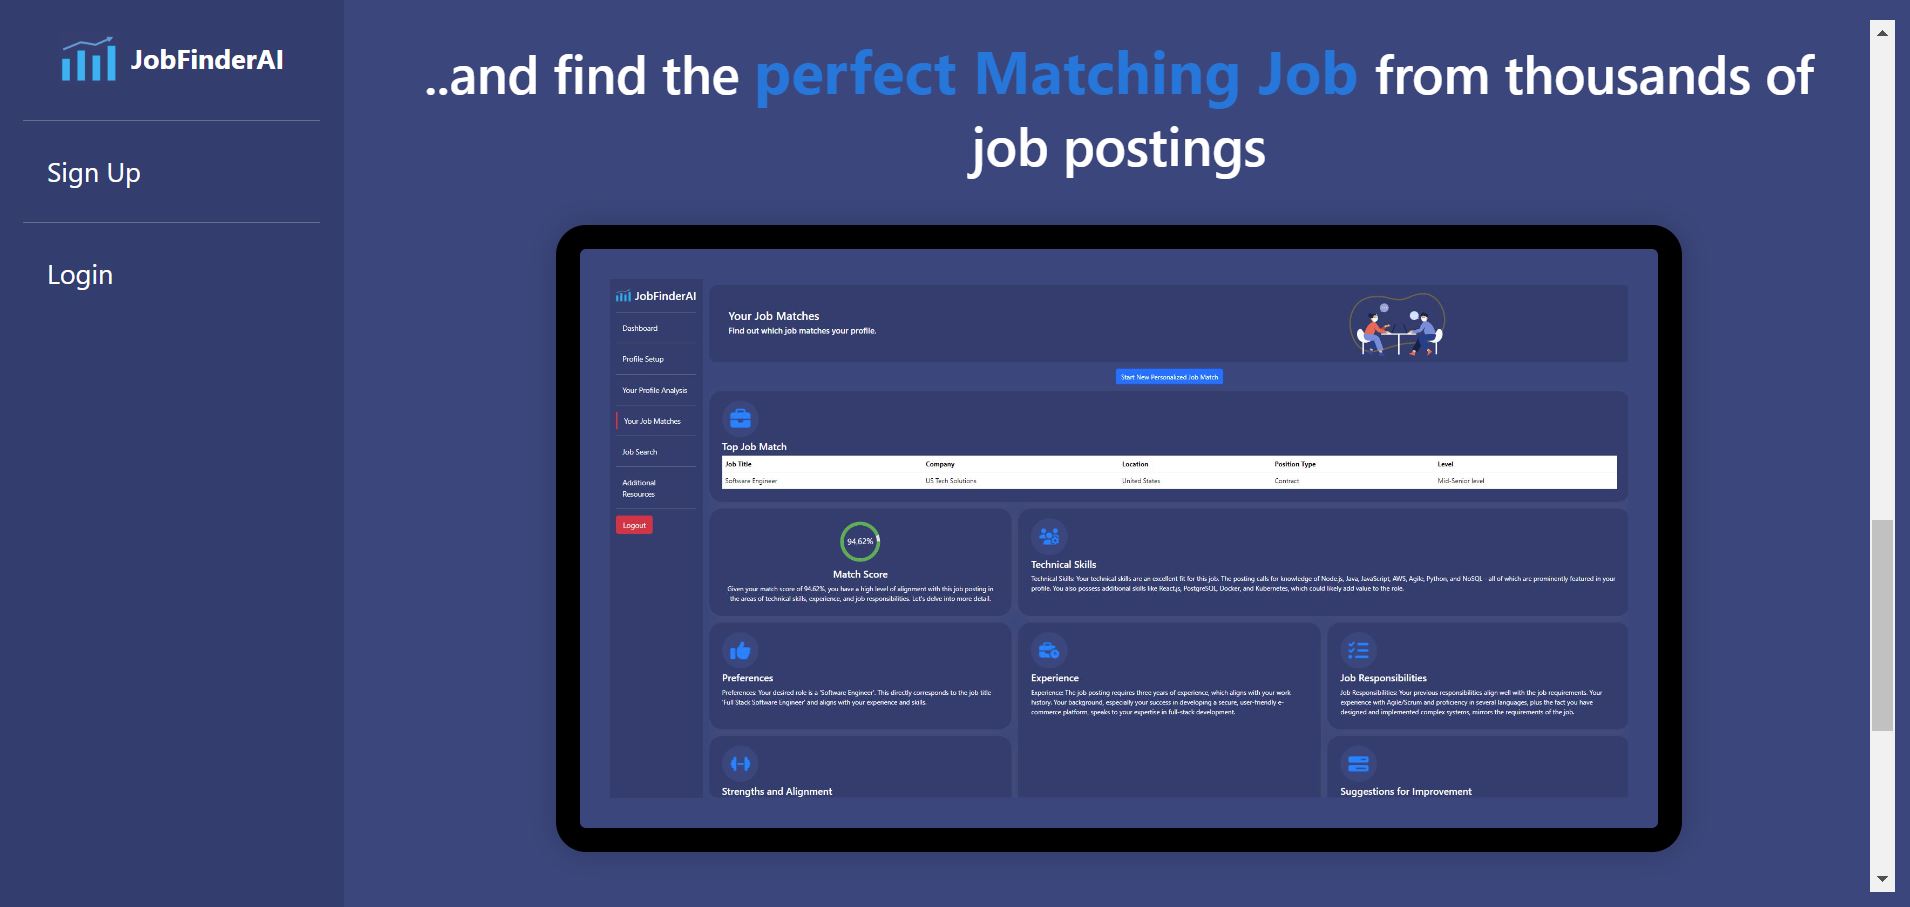 JobFinderAI
Sign Up
Login
..and find the perfect Matching Job from thousands of
job postings
JobFinderAI
Dashboard
Profile Setup
Your Profile Analysis
Your Job Matches
Job Search
Additional
Resources
Logout
Your Job Matches
Find out which job matches your profile.
Start New Personalized Job Match
Top Job Match
Job Title Company Location Position Type Level
Software Engineer US Tech Solutions United States Contract Mid-Senior level
94.62%
Match Score
Given your match score of 94.62%, you have a high level of alignment with this job posting in
the areas of technical skills, experience, and job responsibilities. Let's delve into more detail.
Technical Skills
Technical Skills: Your technical skills are an excellent fit for this job. The posting calls for knowledge of Node.js, Java, JavaScript, AWS, Agile, Python, and NoSQL - all of which are prominently featured in your
profile. You also possess additional skills like React.js, PostgreSQL, Docker, and Kubernetes, which could likely add value to the role.
Preferences
Preferences: Your desired role is a 'Software Engineer'. This directly corresponds to the job title
'Full Stack Software Engineer' and aligns with your experience and skills.
Experience
Experience: The job posting requires three years of experience, which aligns with your work
history. Your background, especially your success in developing a secure, user-friendly e-
commerce platform, speaks to your expertise in full-stack development.
Job Responsibilities
Job Responsibilities: Your previous responsibilities align well with the job requirements. Your
experience with Agile/Scrum and proficiency in several languages, plus the fact you have
designed and implemented complex systems, mirrors the requirements of the job.
Strengths and Alignment
Suggestions for Improvement